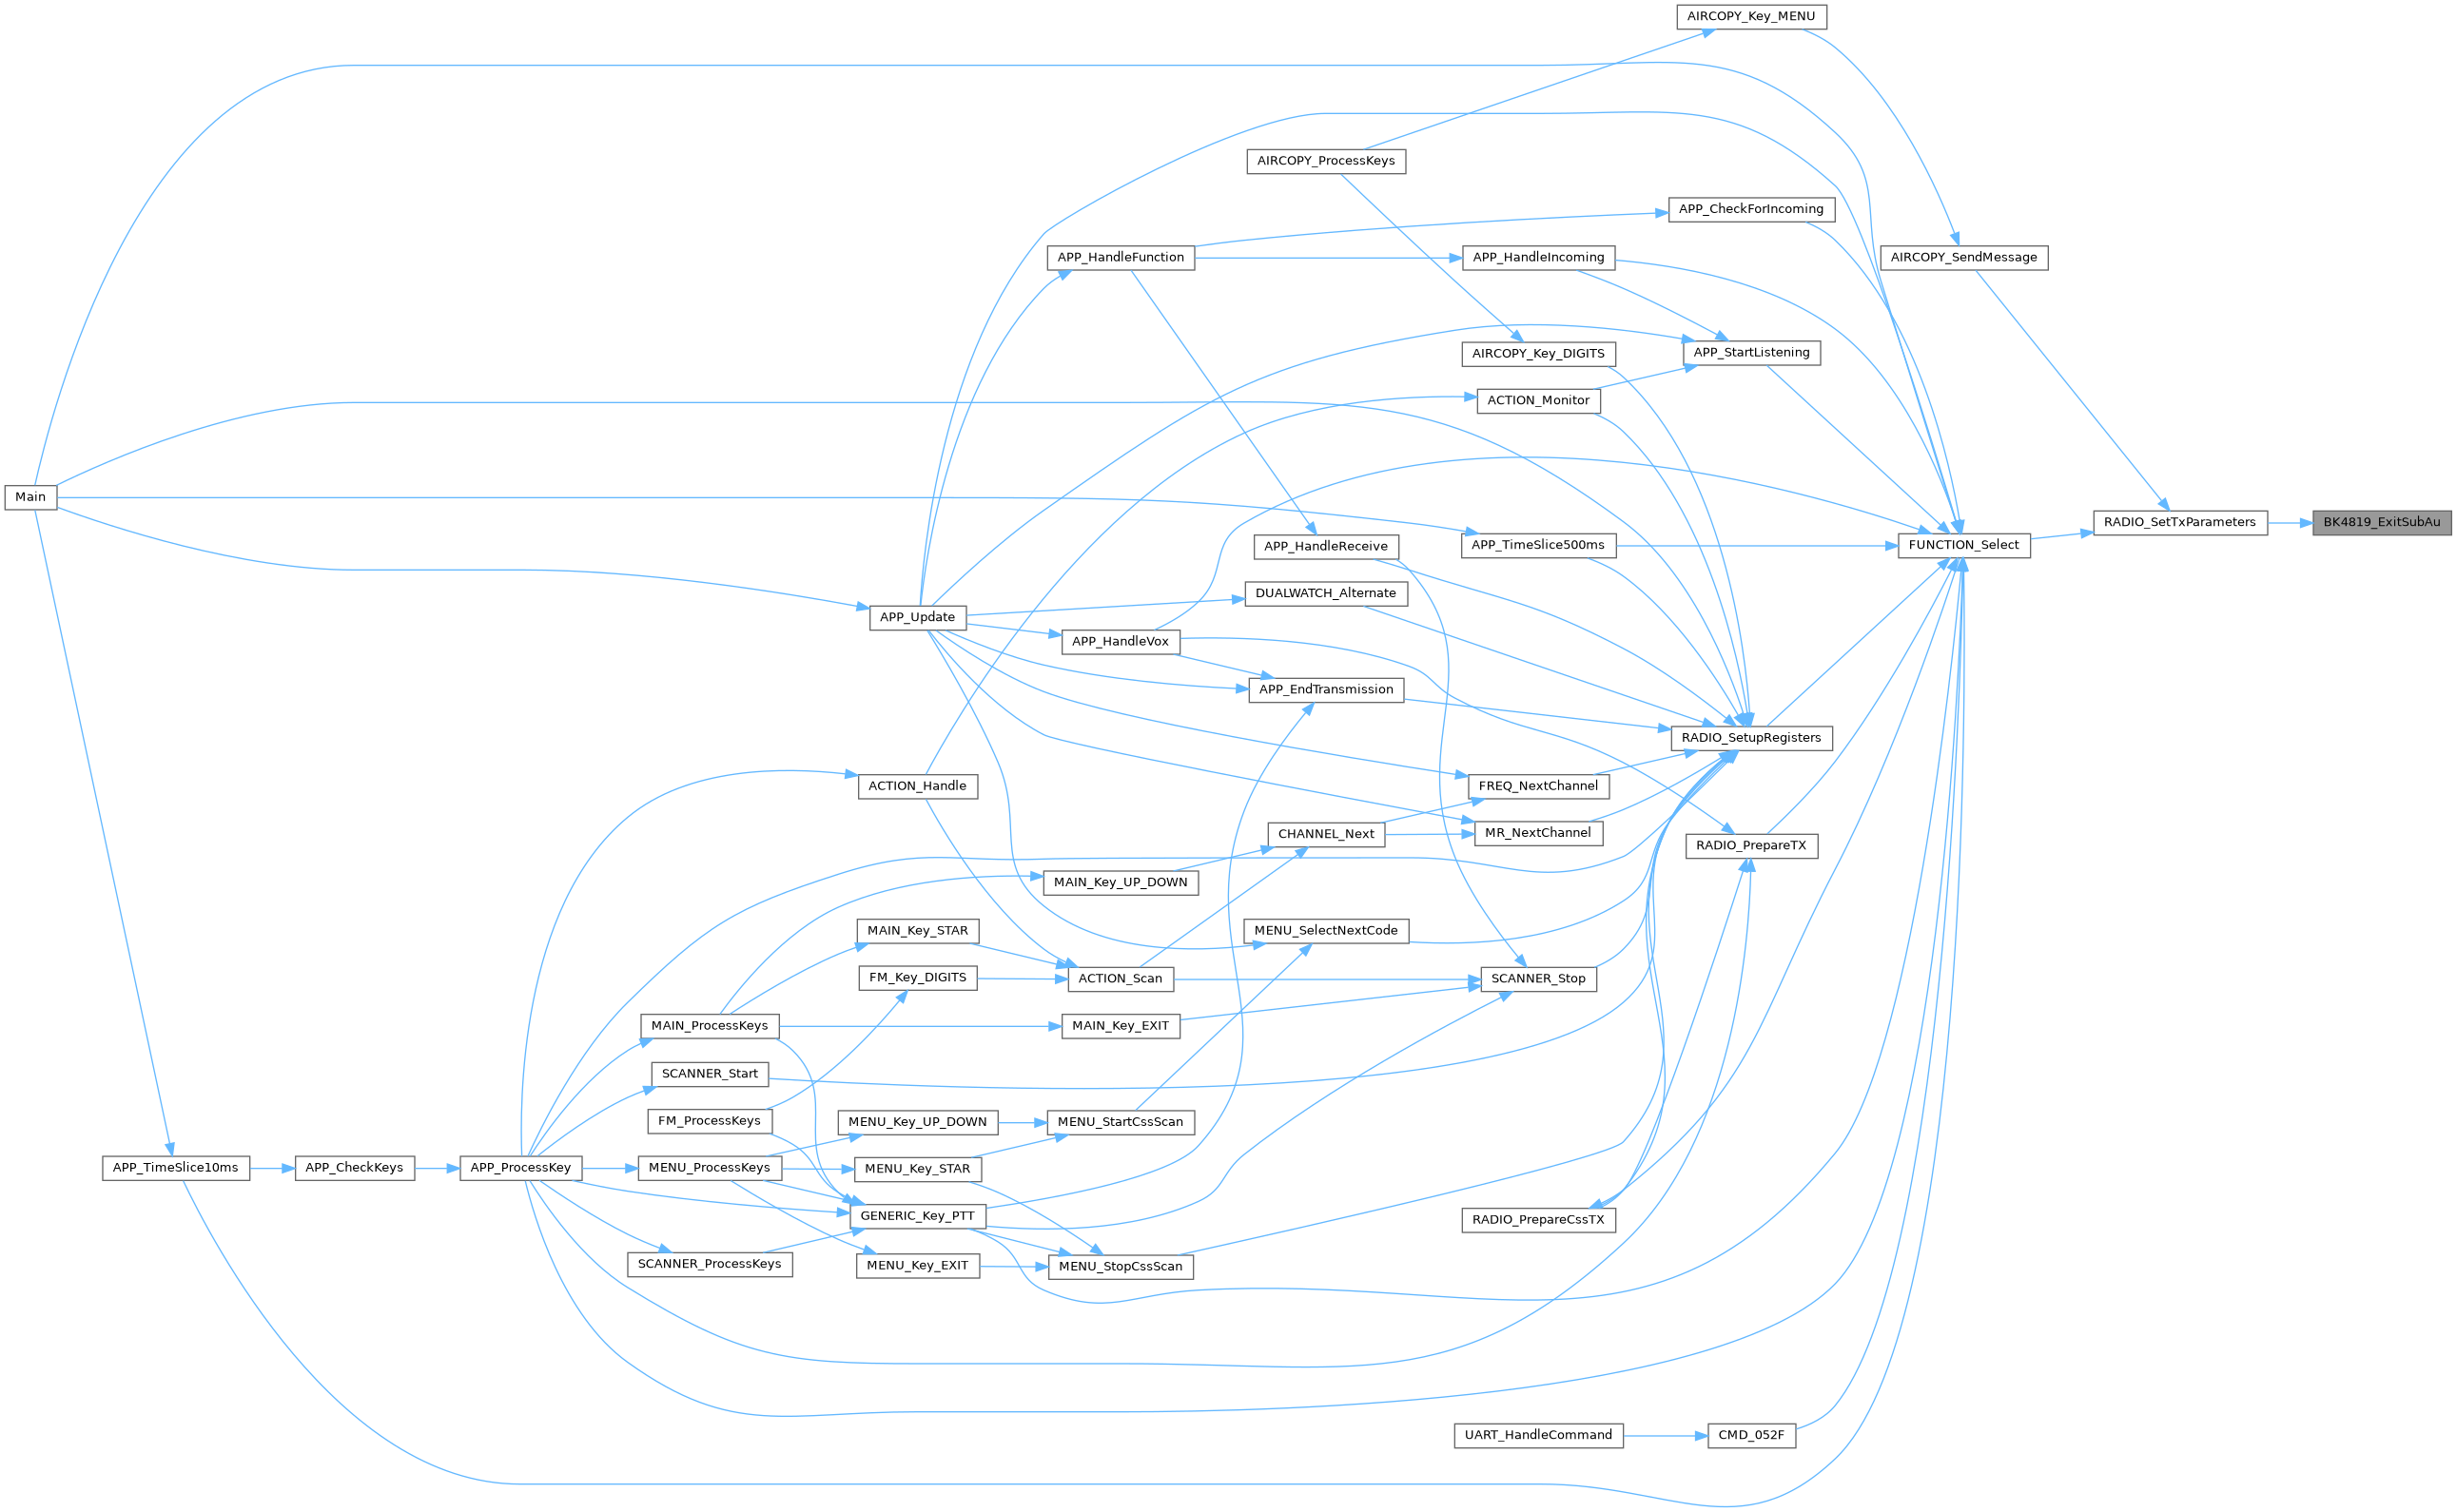 AIRCOPY_Key_MENU
AIRCOPY_ProcessKeys
APP_CheckForIncoming
APP_HandleFunction
APP_HandleIncoming
AIRCOPY_SendMessage
AIRCOPY_Key_DIGITS
APP_StartListening
ACTION_Monitor
Main
RADIO_SetTxParameters
BK4819_ExitSubAu
APP_HandleReceive
APP_TimeSlice500ms
FUNCTION_Select
DUALWATCH_Alternate
APP_Update
APP_HandleVox
APP_EndTransmission
RADIO_SetupRegisters
ACTION_Handle
FREQ_NextChannel
CHANNEL_Next
MR_NextChannel
RADIO_PrepareTX
MAIN_Key_UP_DOWN
MAIN_Key_STAR
MENU_SelectNextCode
FM_Key_DIGITS
ACTION_Scan
SCANNER_Stop
MAIN_ProcessKeys
MAIN_Key_EXIT
SCANNER_Start
FM_ProcessKeys
MENU_Key_UP_DOWN
MENU_StartCssScan
APP_TimeSlice10ms
APP_CheckKeys
APP_ProcessKey
MENU_ProcessKeys
MENU_Key_STAR
GENERIC_Key_PTT
RADIO_PrepareCssTX
SCANNER_ProcessKeys
MENU_Key_EXIT
MENU_StopCssScan
UART_HandleCommand
CMD_052F